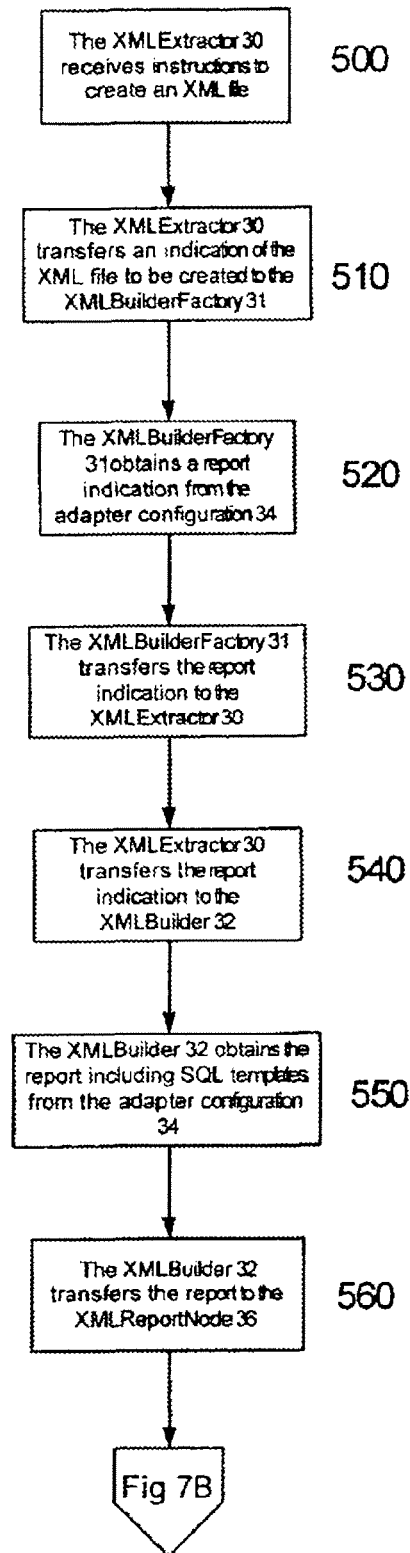 The XMLExtractor 30
receives instructions to
create an XML file
500
The XMLExtractor 30
transfers an indication of the
XML file to be created to the
XMLBuilderFactory 31
510
The XMLBuilderFactory
31 obtains a report
indication from the
adapter configuration 34
520
The XMLBuilderFactory 31
transfers the report
indication to the
XMLExtractor 30
530
The XMLExtractor 30
transfers the report
indication to the
XMLBuilder 32
540
The XMLBuilder 32 obtains the
report including SQL templates
from the adapter configuration
34
550
The XMLBuilder 32
transfers the report to the
XMLReportNode 36
560
Fig 7B